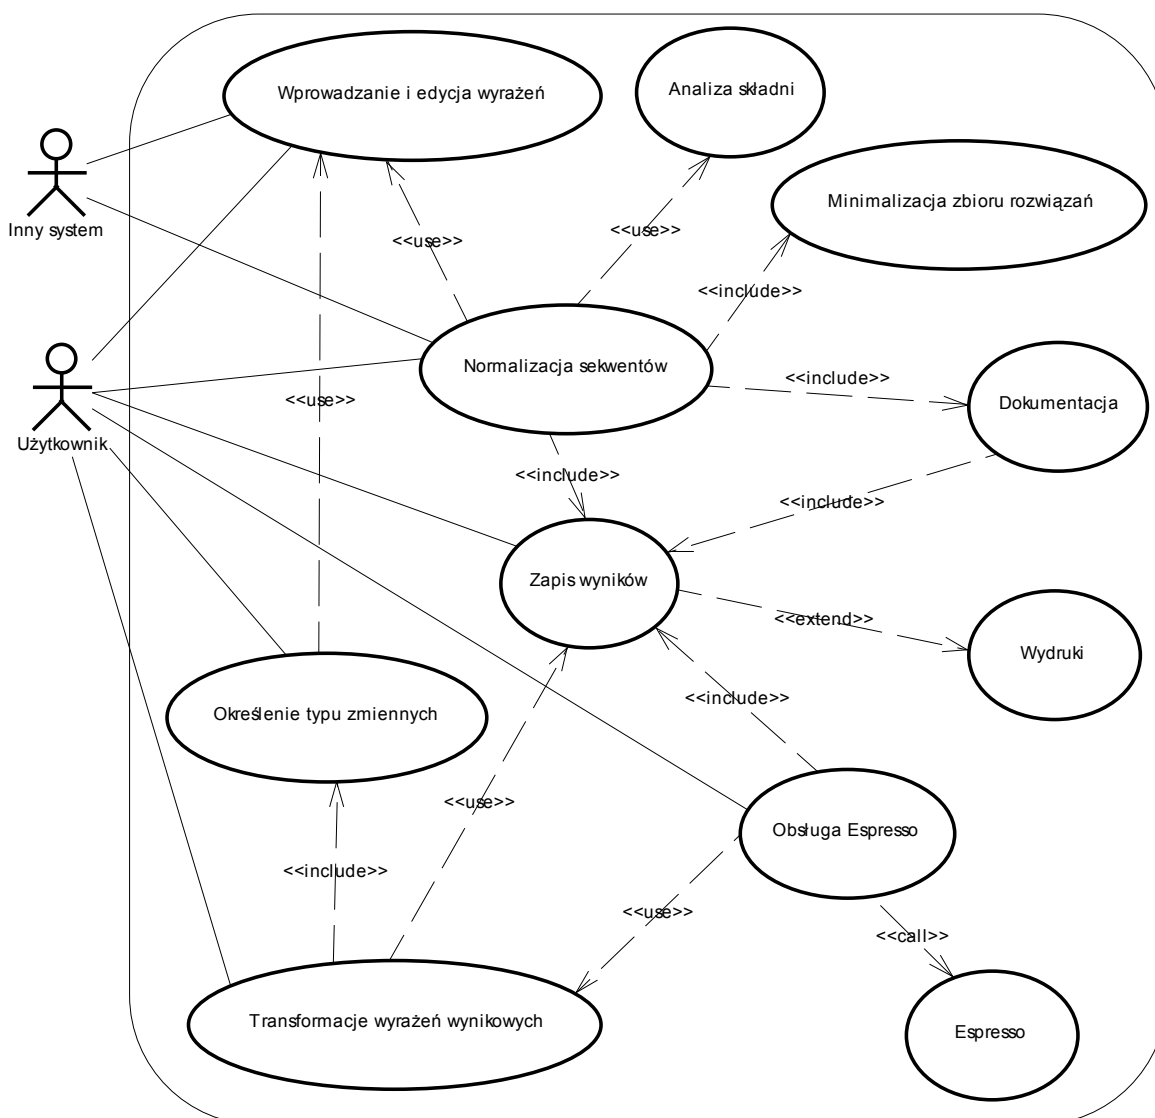 Wprowadzanie i edycja wyrażeń
Analiza składni
Minimalizacja zbioru rozwiązań
Inny system
<<use>>
<<use>>
<<include>>
Normalizacja sekwentów
<<include>>
Dokumentacja
<<use>>
Użytkownik
<<include>>
<<include>>
Zapis wyników
<<extend>>
Wydruki
<<include>>
Określenie typu zmiennych
<<use>>
Obsługa Espresso
<<include>>
<<use>>
<<call>>
Transformacje wyrażeń wynikowych
Espresso